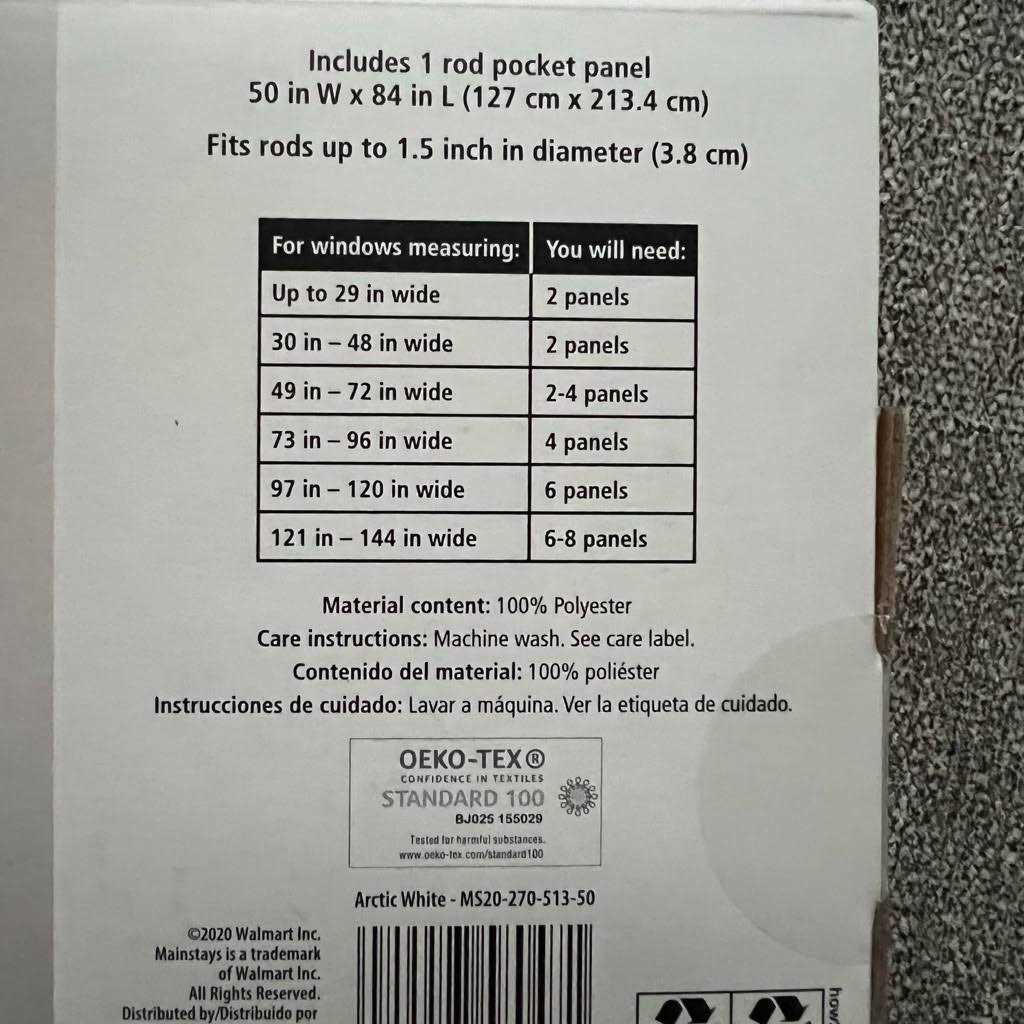 Includes 1 rod pocket panel
50 in W x 84 in L (127 cm x 213.4 cm)
Fits rods up to 1.5 inch in diameter (3.8 cm)
For windows measuring: You will need:
Up to 29 in wide 2 panels
30 in – 48 in wide 2 panels
49 in – 72 in wide 2-4 panels
73 in – 96 in wide 4 panels
97 in – 120 in wide 6 panels
121 in – 144 in wide 6-8 panels
Material content: 100% Polyester
Care instructions: Machine wash. See care label.
Contenido del material: 100% poliéster
Instrucciones de cuidado: Lavar a máquina. Ver la etiqueta de cuidado.
OEKO-TEX®
CONFIDENCE IN TEXTILES
STANDARD 100
BJ025 155029
Tested for harmful substances.
www.oeko-tex.com/standard100
Arctic White - MS20-270-513-50
©2020 Walmart Inc.
Mainstays is a trademark
of Walmart Inc.
All Rights Reserved.
Distributed by/Distribuido por